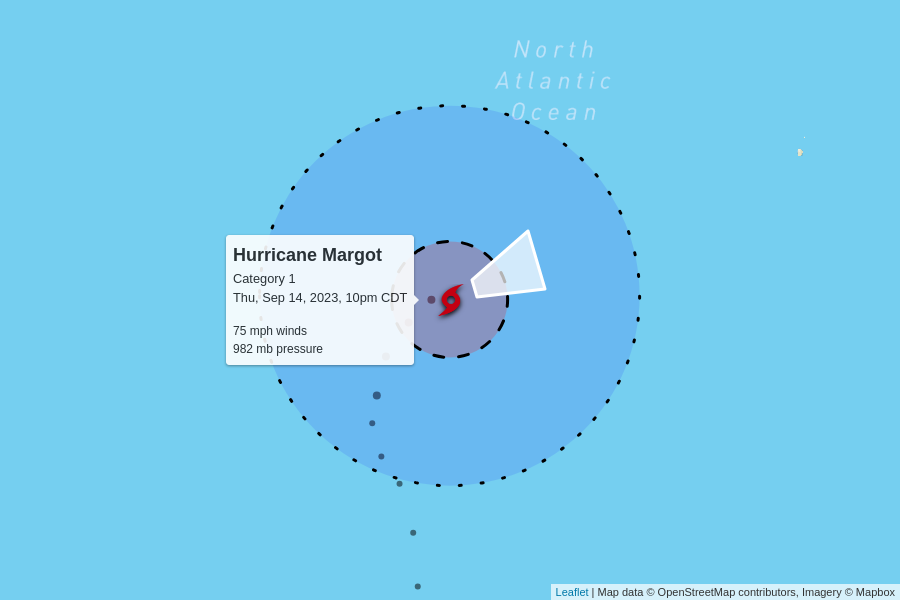 North
Atlantic
Ocean
Hurricane Margot
Category 1
Thu, Sep 14, 2023, 10pm CDT
75 mph winds
982 mb pressure
Leaflet | Map data © OpenStreetMap contributors, Imagery © Mapbox